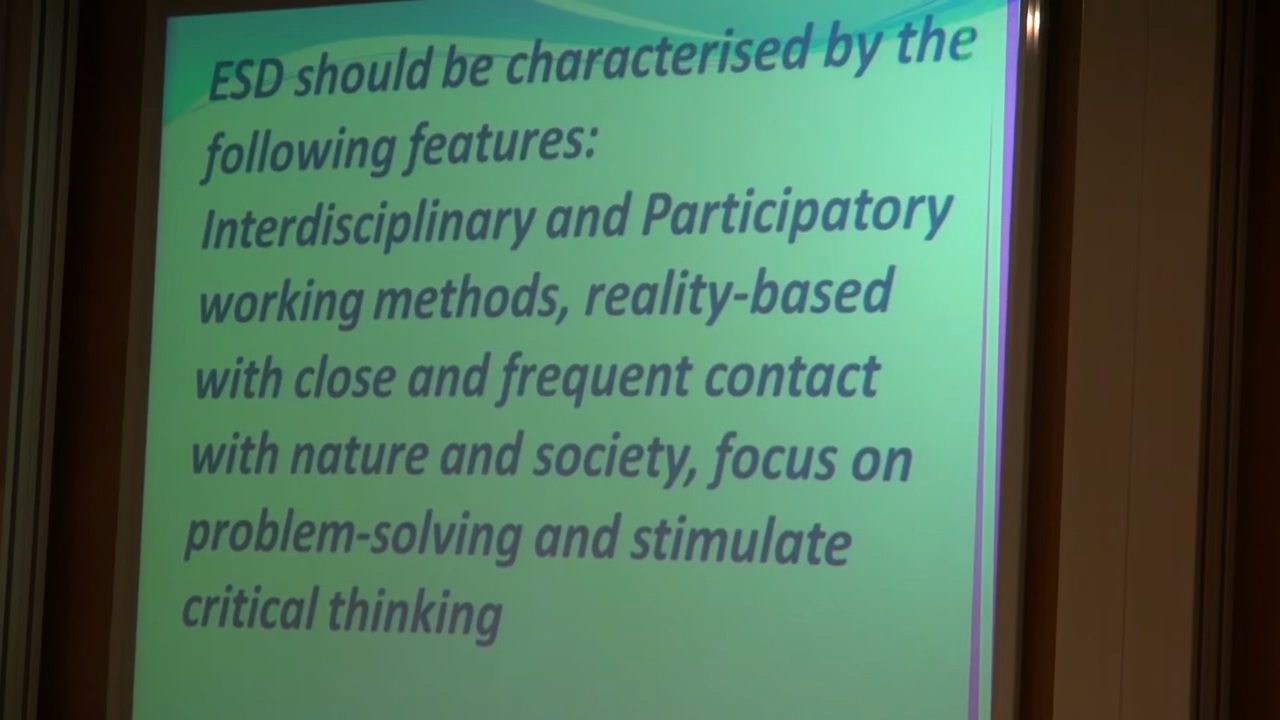 ESD should be characterised by the
following features:
Interdisciplinary and Participatory
working methods, reality-based
with close and frequent contact
with nature and society, focus on
problem-solving and stimulate
critical thinking